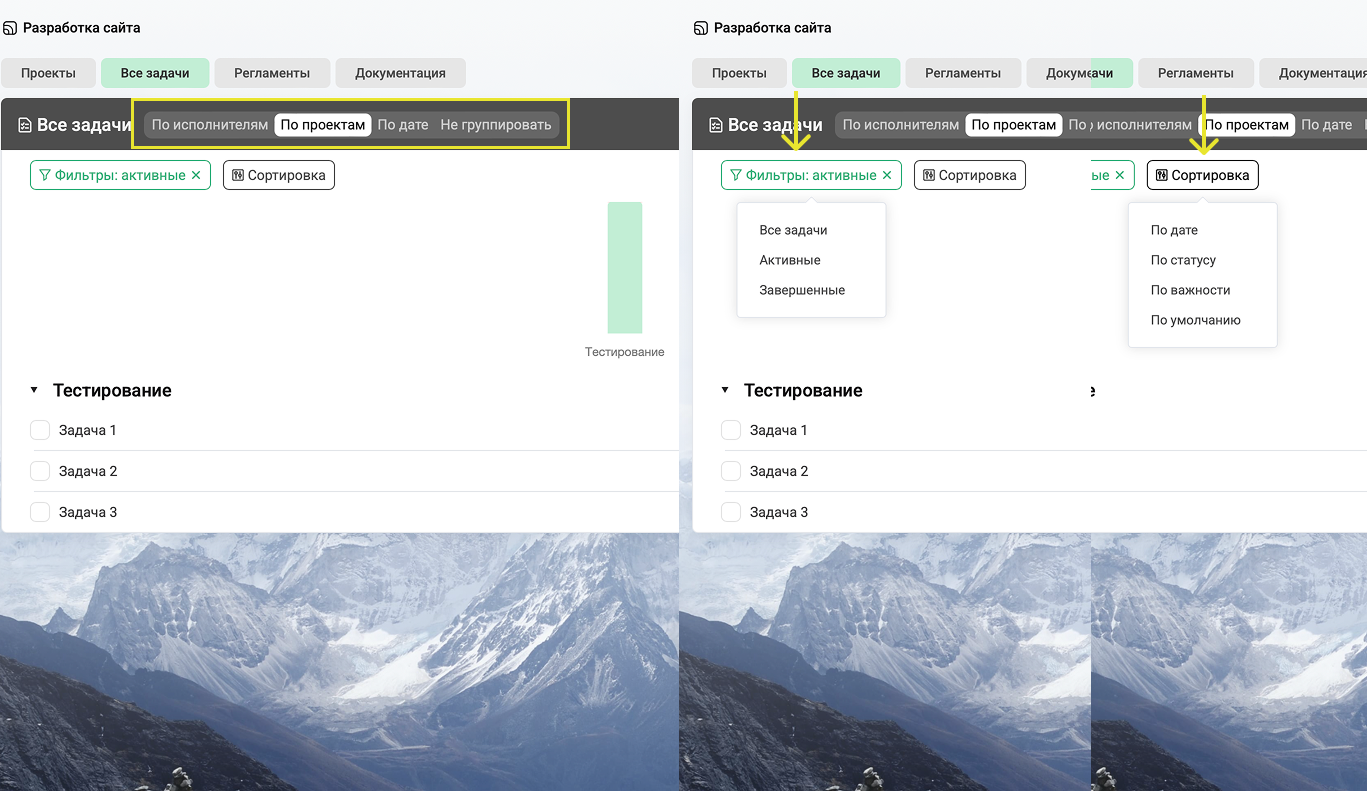 Разработка сайта
Проекты Все задачи Регламенты Документация
Все задачи По исполнителям По проектам По дате Не группировать
Фильтры: активные × Сортировка
Тестирование
Тестирование
Задача 1
Задача 2
Задача 3
Разработка сайта
Проекты Все задачи Регламенты Докуме
Все задачи По исполнителям По проектам По
Фильтры: активные × Сортировка
Все задачи
Активные
Завершенные
Тестирование
Задача 1
Задача 2
Задача 3
ачи Регламенты Документация
исполнителям По проектам По дате
ые × Сортировка
По дате
По статусу
По важности
По умолчанию
е